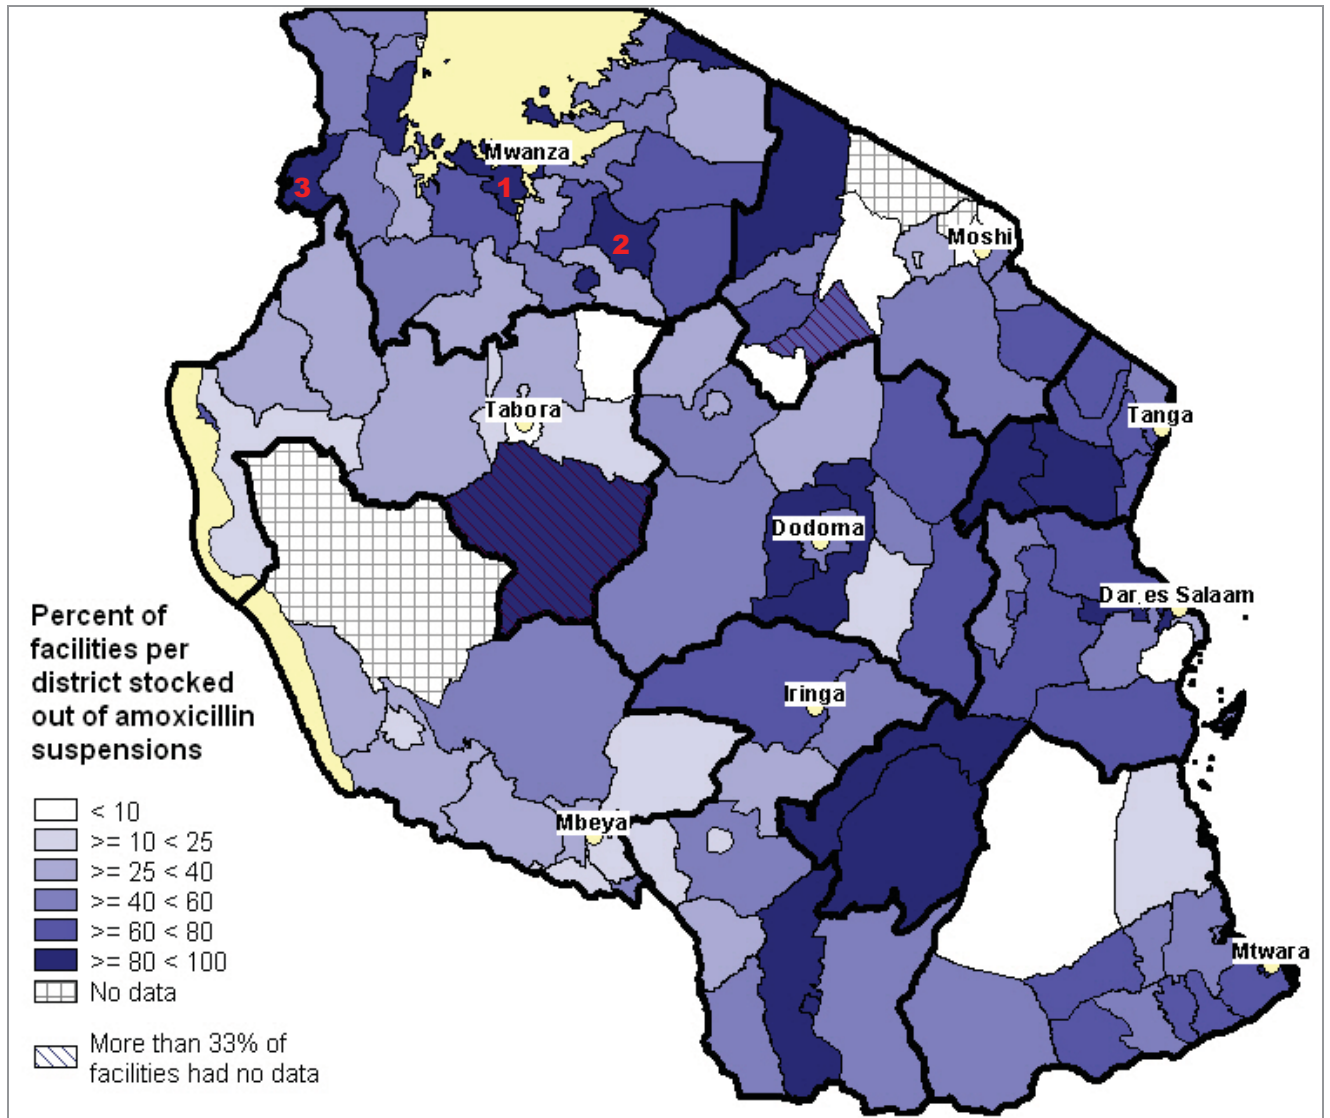 Mwanza
3
1
2
Moshi
Tabora
Tanga
Dodoma
Dar.es Salaam
Iringa
Mbeya
Mtwara
Percent of
facilities per
district stocked
out of amoxicillin
suspensions
< 10
>= 10 < 25
>= 25 < 40
>= 40 < 60
>= 60 < 80
>= 80 < 100
No data
More than 33% of
facilities had no data